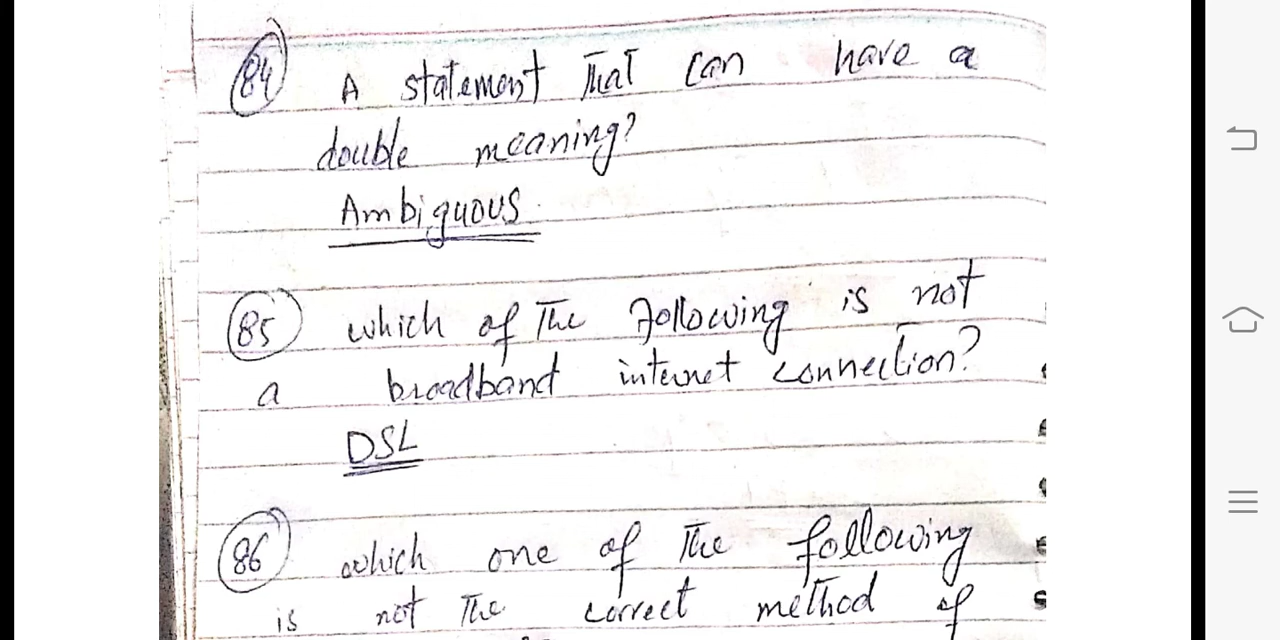 84 A statement That can have a
double meaning?
Ambiguous.
85 which of The following is not
a broadband internet connection?
DSL
86 which one of The following
is not The correct method of